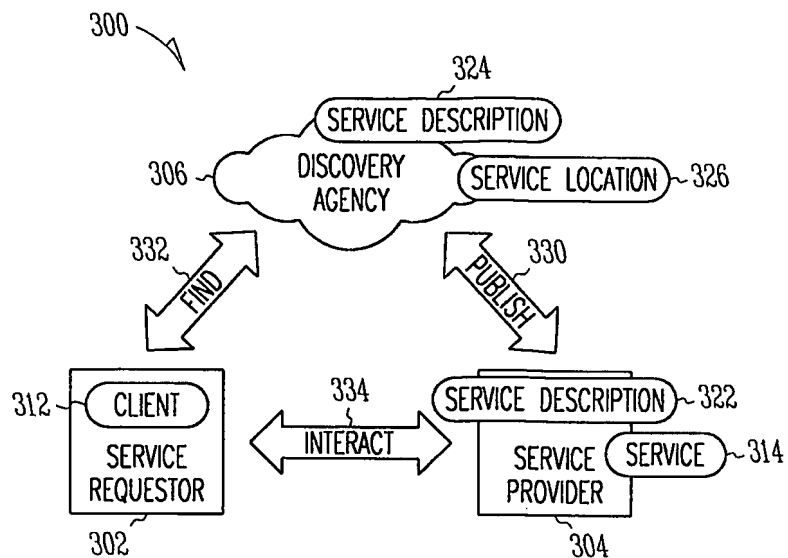 300
324
SERVICE DESCRIPTION
DISCOVERY
AGENCY
306
SERVICE LOCATION
326
332
FIND
PUBLISH
330
312
CLIENT
SERVICE
REQUESTOR
302
334
INTERACT
SERVICE DESCRIPTION
322
SERVICE
PROVIDER
SERVICE
314
304